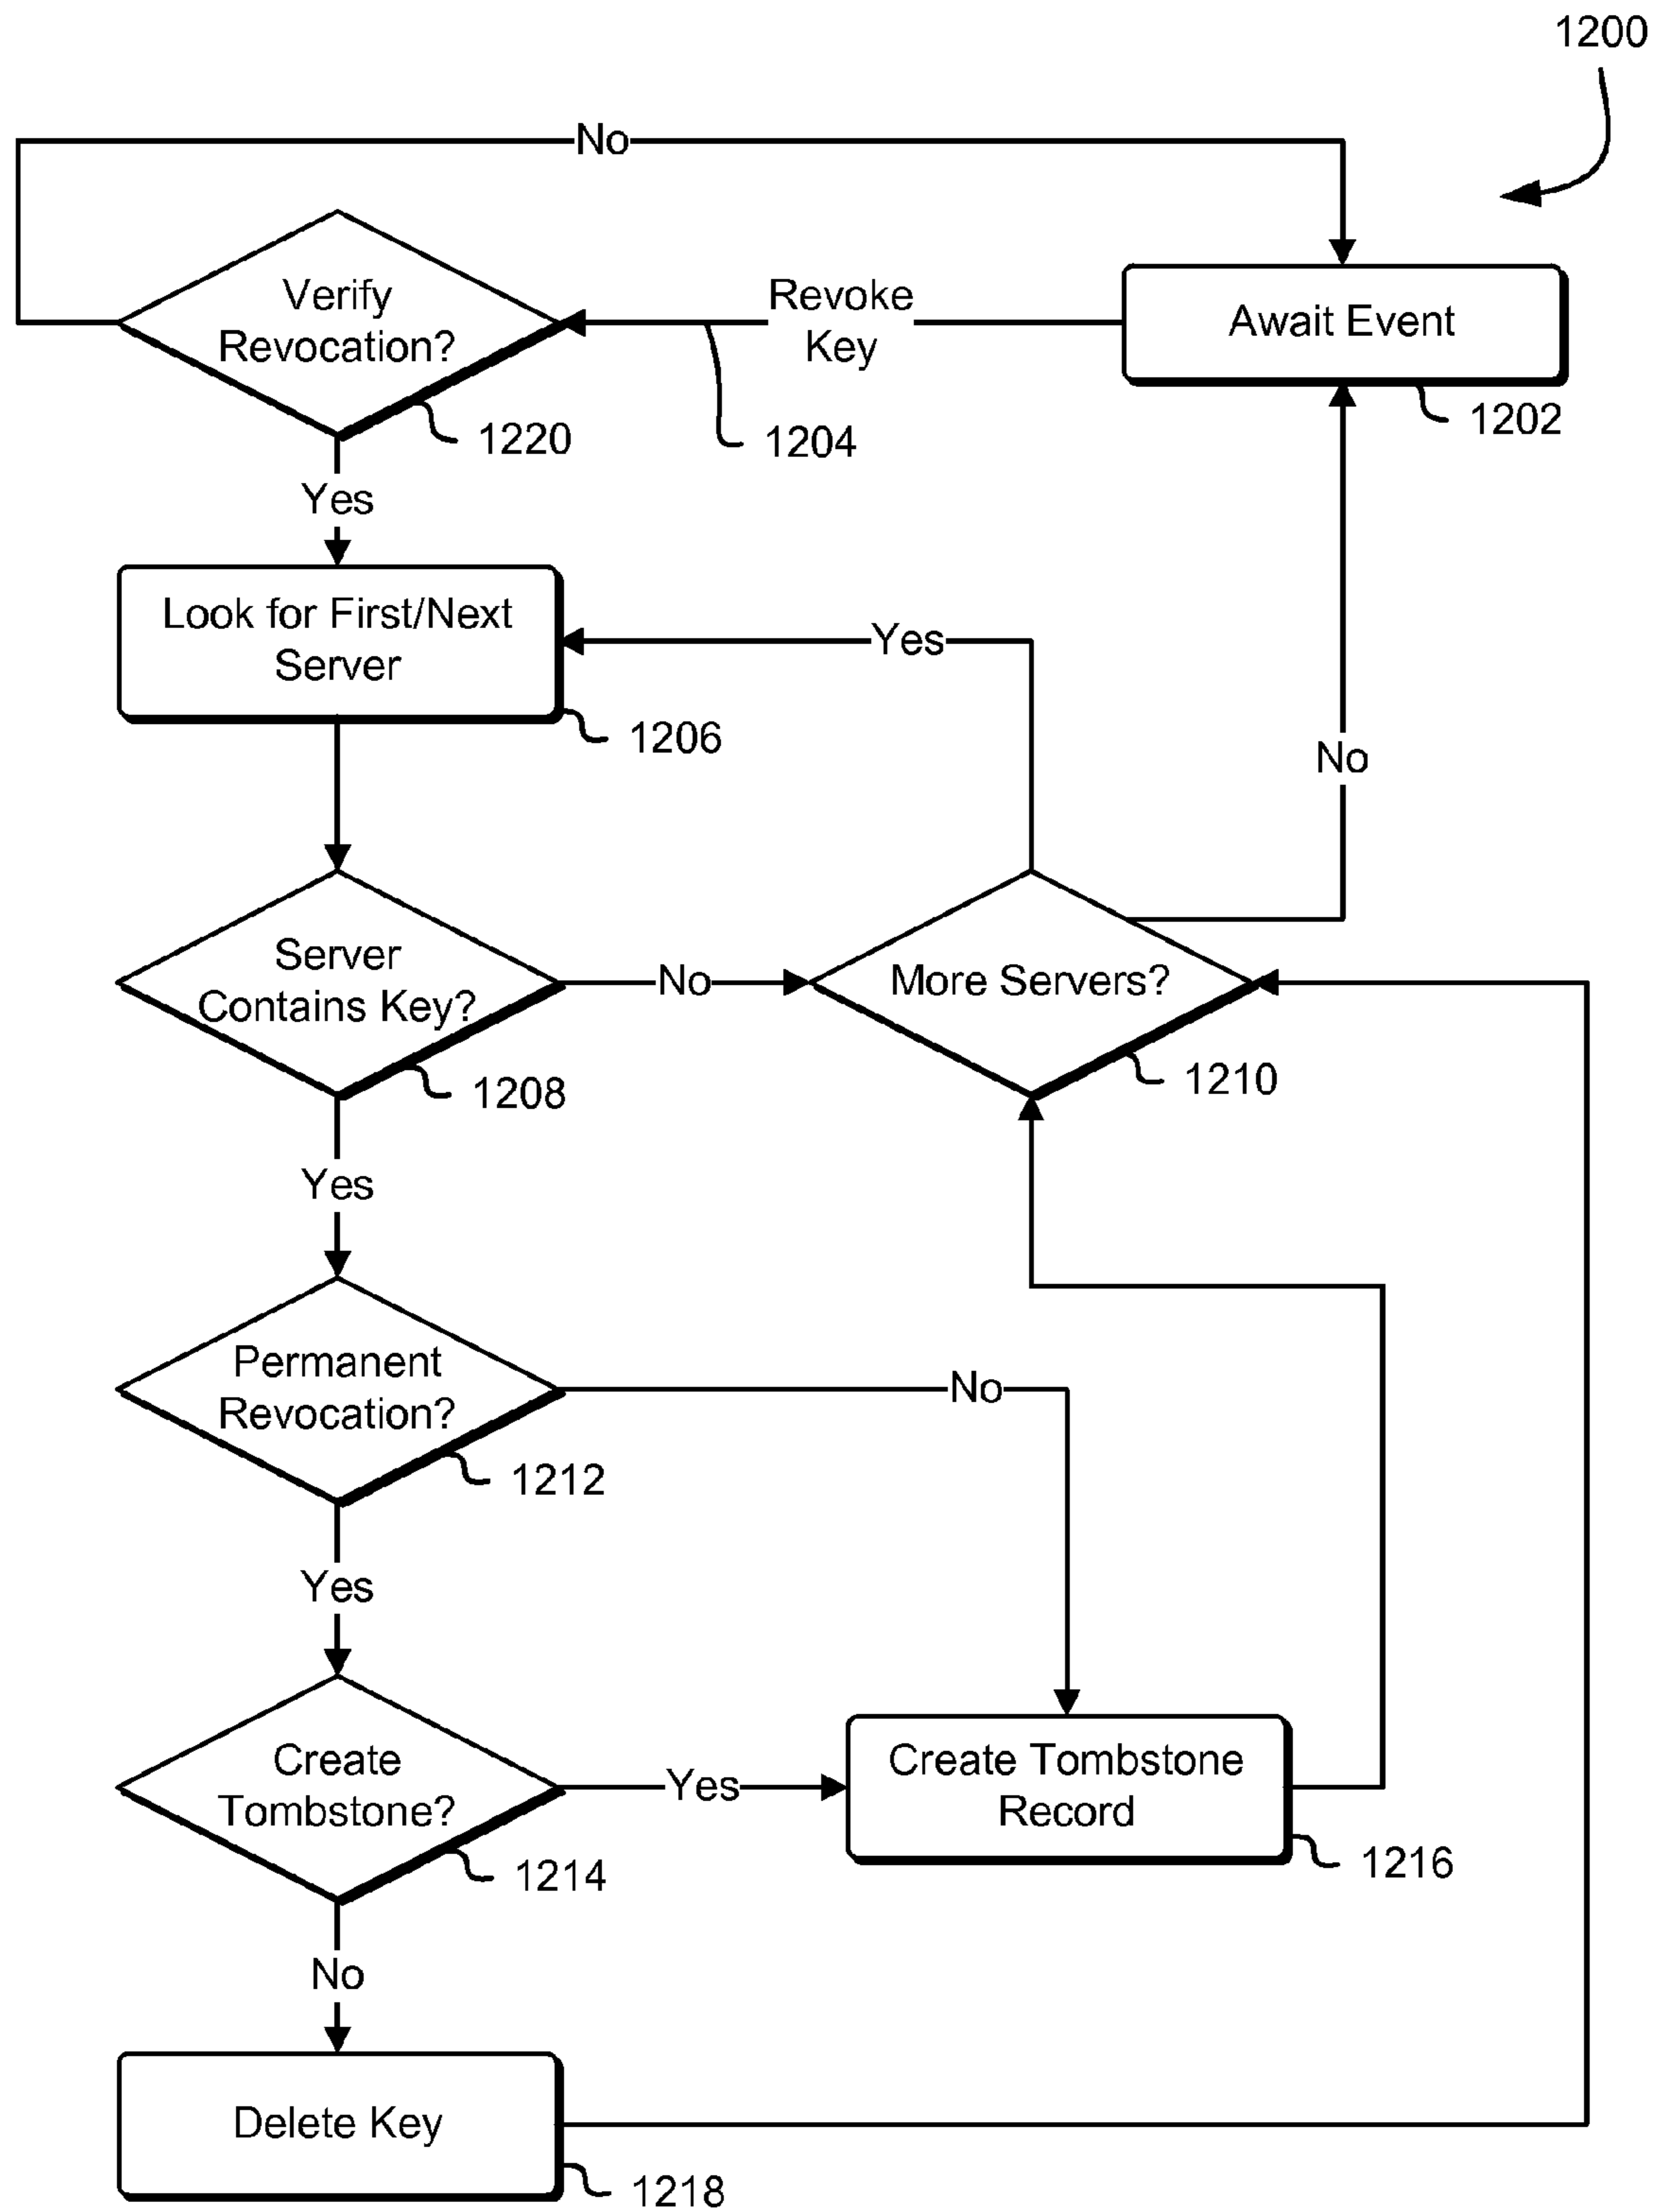 1200
No
Verify
Revocation?
Revoke
Key
Await Event
1220
1204
1202
Yes
Look for First/Next
Server
Yes
1206
No
Server
Contains Key?
No
More Servers?
1208
1210
Yes
Permanent
Revocation?
No
1212
Yes
Create
Tombstone?
Yes
Create Tombstone
Record
1214
1216
No
Delete Key
1218